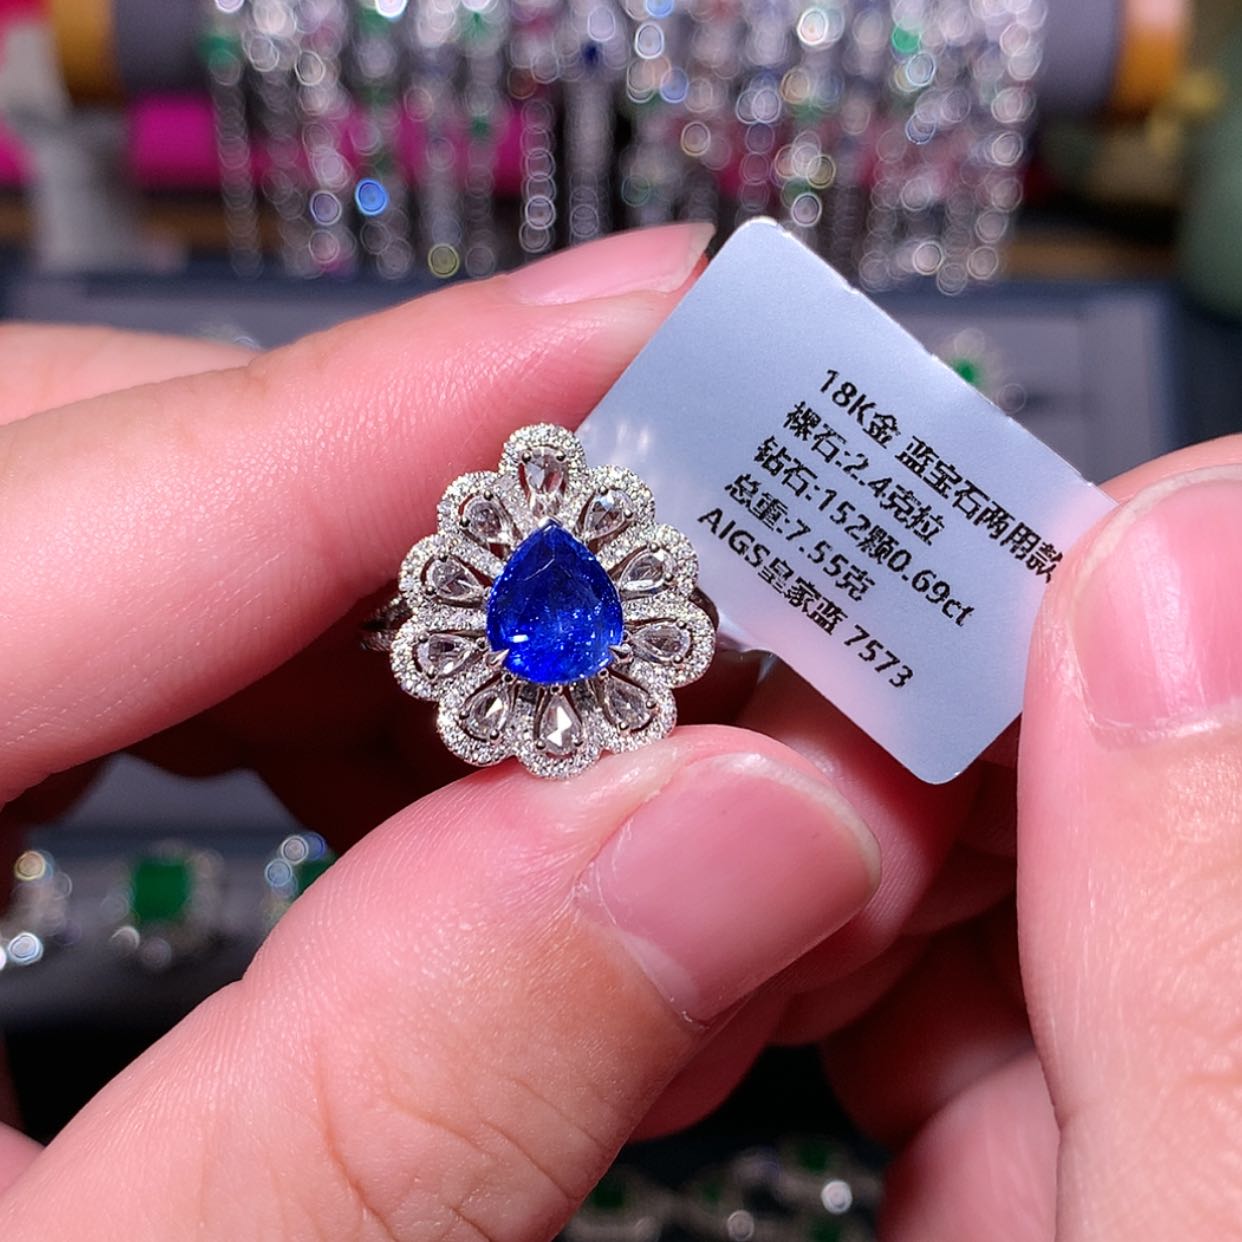 18K金 蓝宝石两用款
裸石:2.4克拉
钻石:152颗0.69ct
总重:7.55克
AIGS皇家蓝 7573